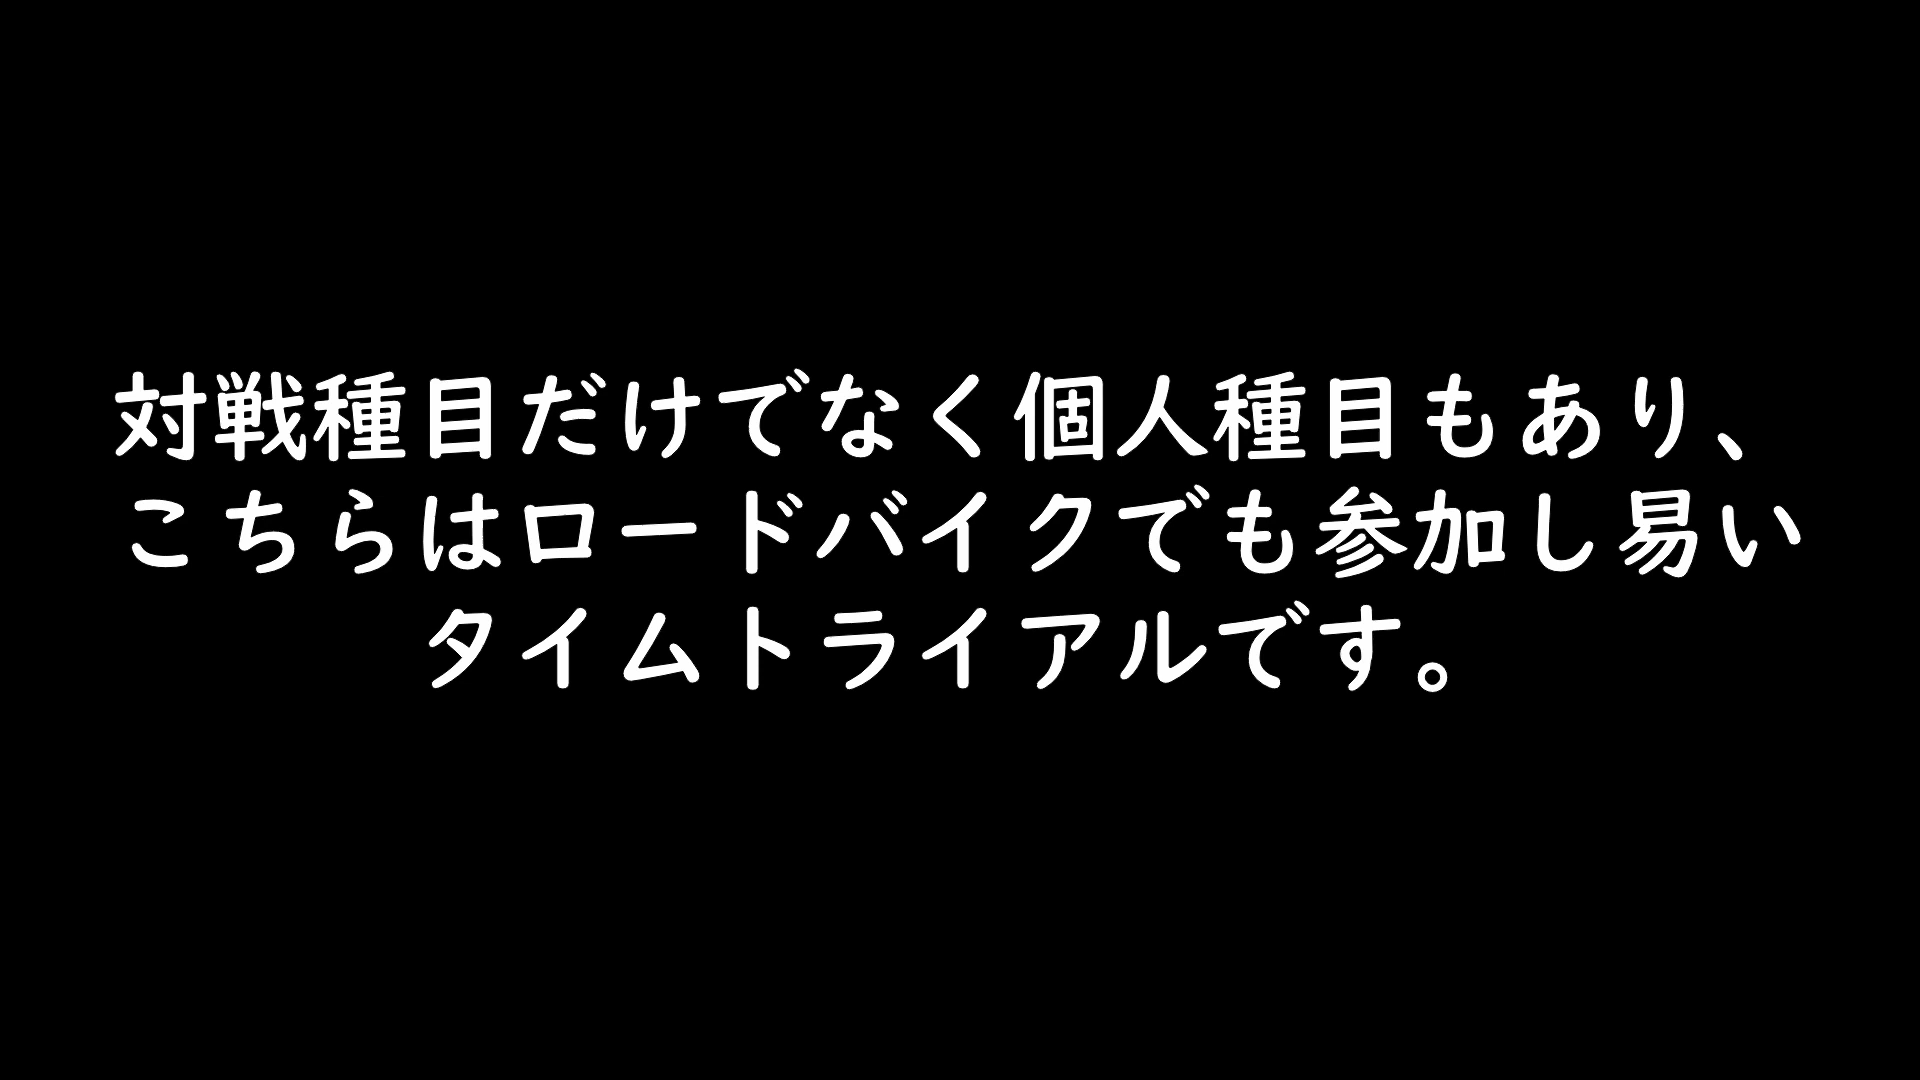 対戦種目だけでなく個人種目もあり、
こちらはロードバイクでも参加し易い
タイムトライアルです。